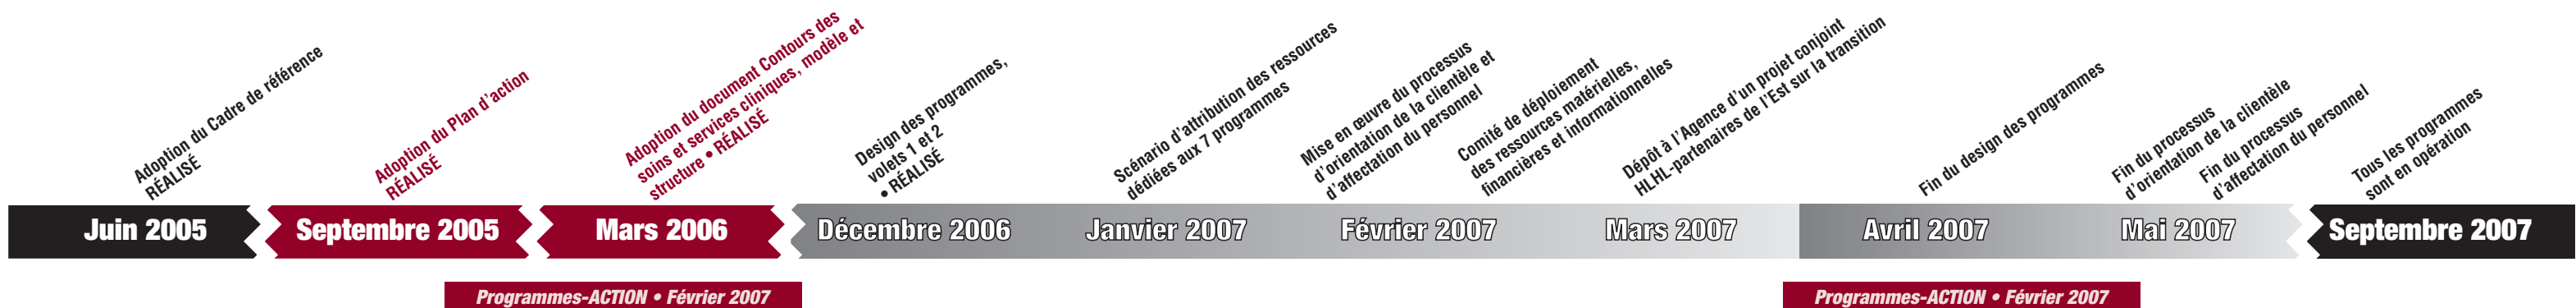 Adoption du Cadre de référence
RÉALISÉ
Adoption du Plan d'action
RÉALISÉ
Adoption du document Contours des
soins et services cliniques, modèle et
structure • RÉALISÉ
Design des programmes,
volets 1 et 2
• RÉALISÉ
Scénario d'attribution des ressources
dédiées aux 7 programmes
Mise en œuvre du processus
d'orientation de la clientèle et
d'affectation du personnel
Comité de déploiement
des ressources matérielles,
financières et informationnelles
Dépôt à l'Agence d'un projet conjoint
HLHL-partenaires de l'Est sur la transition
Fin du design des programmes
Fin du processus
d'orientation de la clientèle
Fin du processus
d'affectation du personnel
Tous les programmes
sont en opération
Juin 2005
Septembre 2005
Mars 2006
Décembre 2006
Janvier 2007
Février 2007
Mars 2007
Avril 2007
Mai 2007
Septembre 2007
Programmes-ACTION • Février 2007
Programmes-ACTION • Février 2007